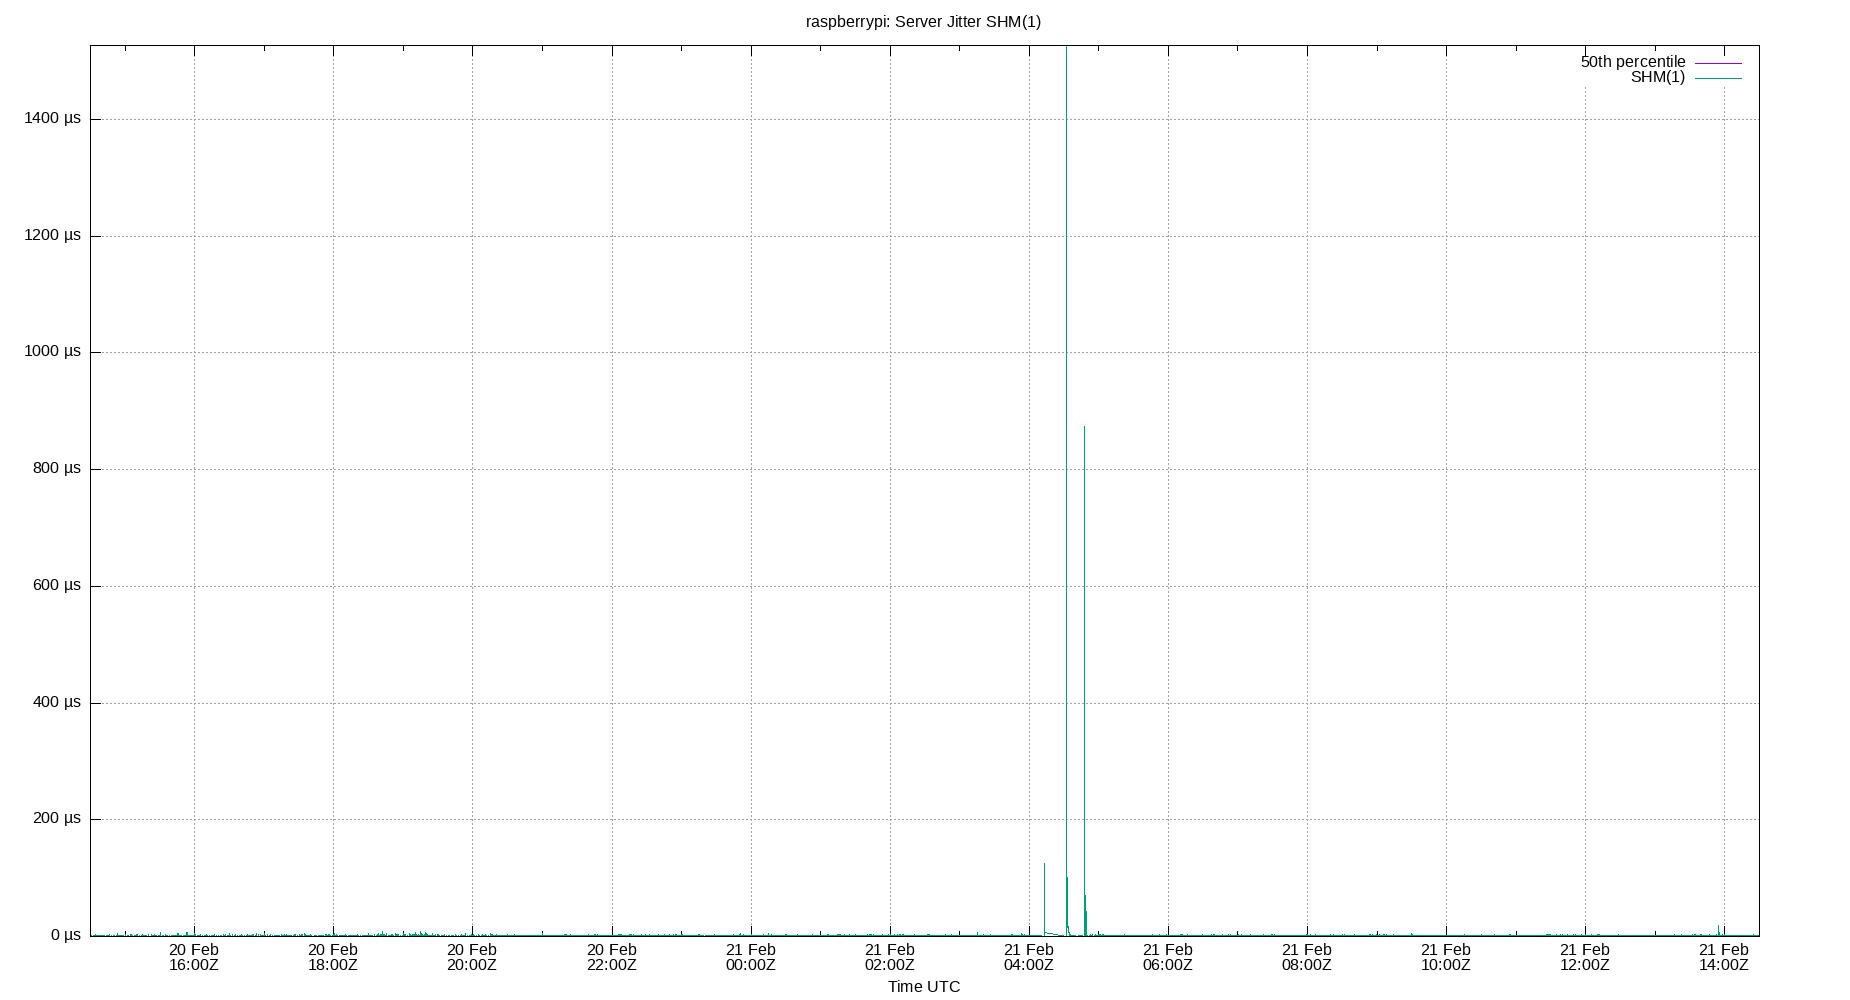 raspberrypi: Server Jitter SHM(1)
50th percentile
SHM(1)
1400 µs
1200 µs
1000 µs
800 µs
600 µs
400 µs
200 µs
0 µs
20 Feb 20 Feb 20 Feb 20 Feb 21 Feb 21 Feb 21 Feb 21 Feb 21 Feb 21 Feb 21 Feb 21 Feb
16:00Z 18:00Z 20:00Z 22:00Z 00:00Z 02:00Z 04:00Z 06:00Z 08:00Z 10:00Z 12:00Z 14:00Z
Time UTC